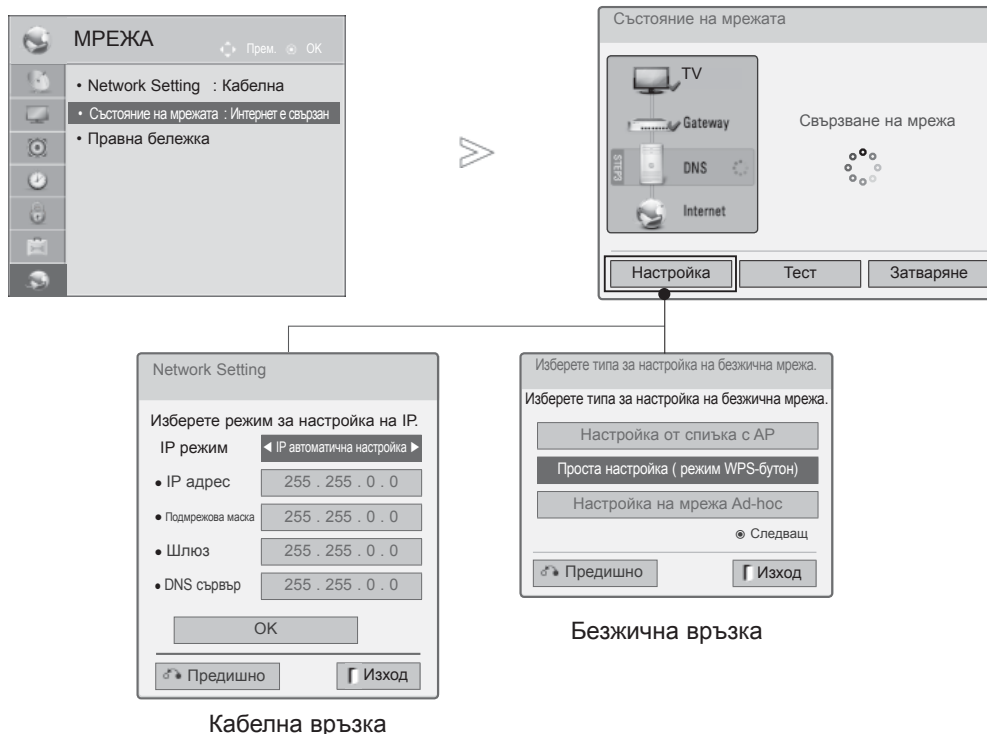 МРЕЖА
Прем. OK
• Network Setting : Кабелна
• Състояние на мрежата : Интернет е свързан
• Правна бележка
Състояние на мрежата
TV
Gateway
STEP3
DNS
Internet
Свързване на мрежа
Настройка
Тест
Затваряне
Network Setting
Изберете режим за настройка на IP.
IP режим ◀ IP автоматична настройка ▶
• IP адрес 255 . 255 . 0 . 0
• Подмрежова маска 255 . 255 . 0 . 0
• Шлюз 255 . 255 . 0 . 0
• DNS сървър 255 . 255 . 0 . 0
OK
Предишно
Изход
Кабелна връзка
Изберете типа за настройка на безжична мрежа.
Изберете типа за настройка на безжична мрежа.
Настройка от спиъка с AP
Проста настройка ( режим WPS-бутон)
Настройка на мрежа Ad-hoc
Следващ
Предишно
Изход
Безжична връзка